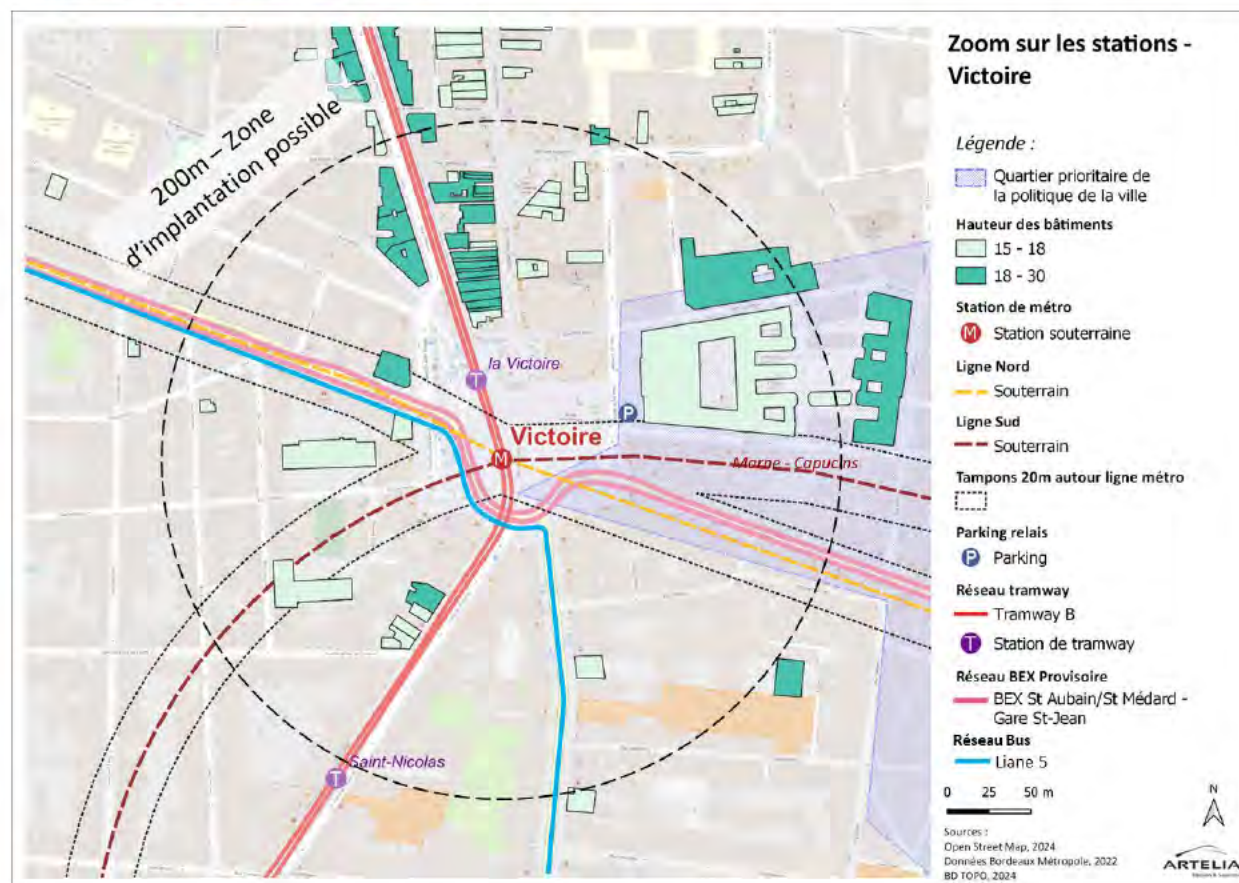 Zoom sur les stations -
Victoire
200m – Zone
d'implantation possible
la Victoire
T
P
Victoire
M
Marne - Capucins
Saint-Nicolas
T
Légende :
Quartier prioritaire de
la politique de la ville
Hauteur des bâtiments
15 - 18
18 - 30
Station de métro
M Station souterraine
Ligne Nord
Souterrain
Ligne Sud
Souterrain
Tampons 20m autour ligne métro
Parking relais
P Parking
Réseau tramway
Tramway B
T Station de tramway
Réseau BEX Provisoire
BEX St Aubain/St Médard -
Gare St-Jean
Réseau Bus
Liane 5
0 25 50 m
N
Sources :
Open Street Map, 2024
Données Bordeaux Métropole, 2022
BD TOPO, 2024
ARTELIA